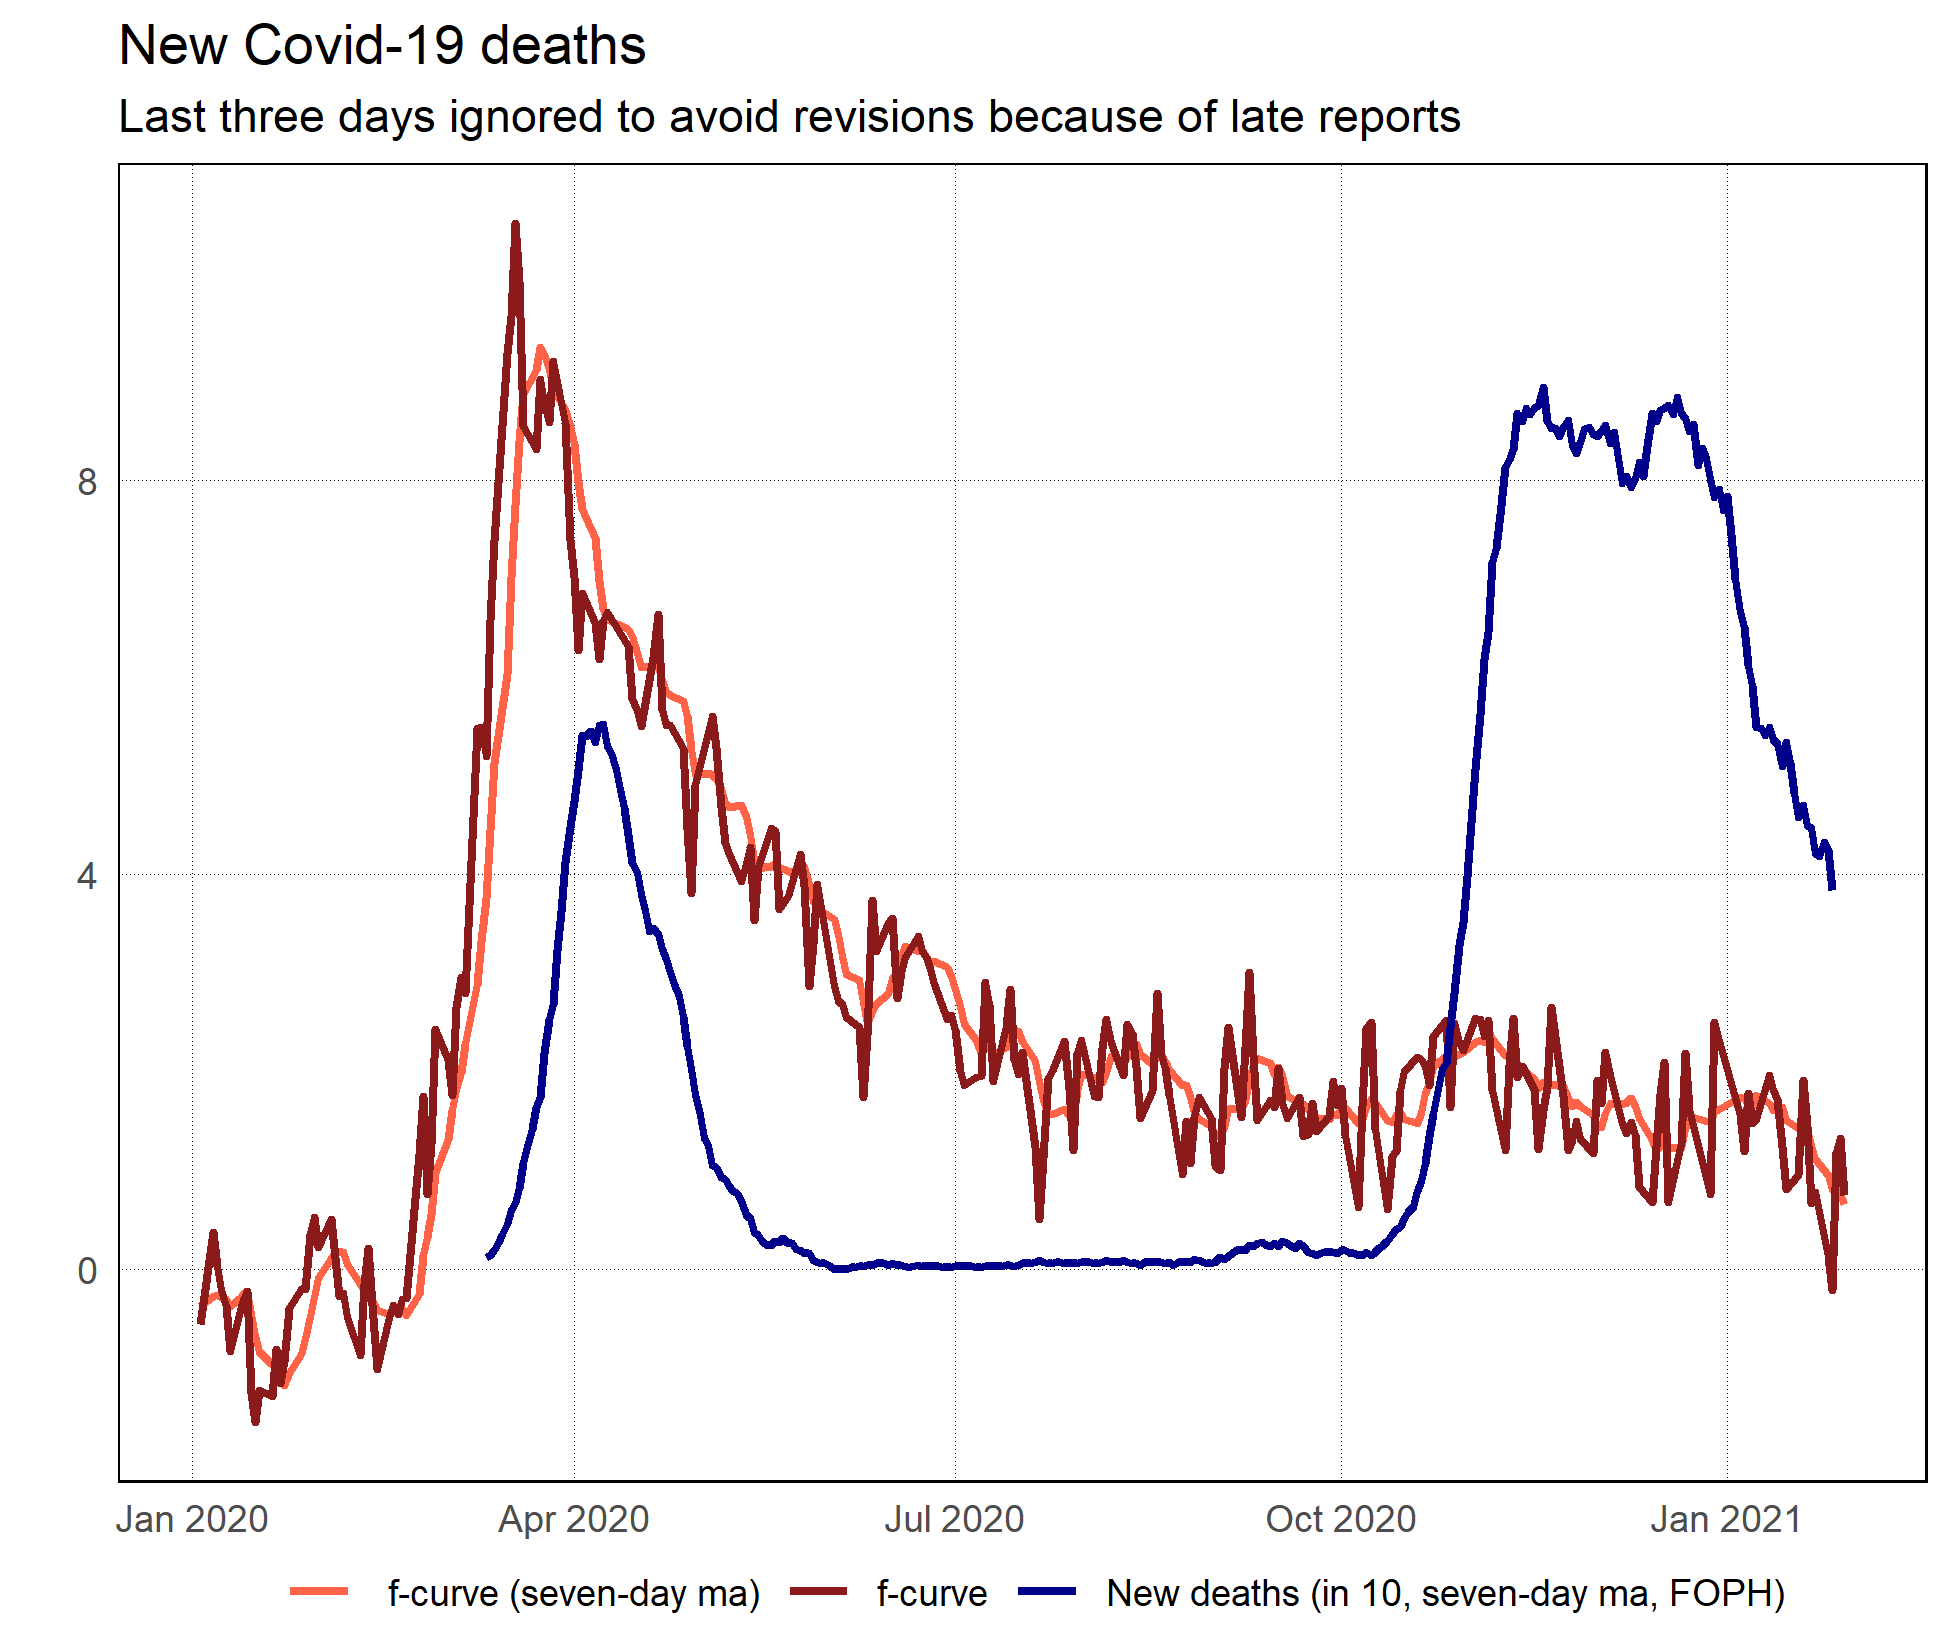 New Covid-19 deaths
Last three days ignored to avoid revisions because of late reports
8
4
0
Jan 2020 Apr 2020 Jul 2020 Oct 2020 Jan 2021
f-curve (seven-day ma) f-curve New deaths (in 10, seven-day ma, FOPH)